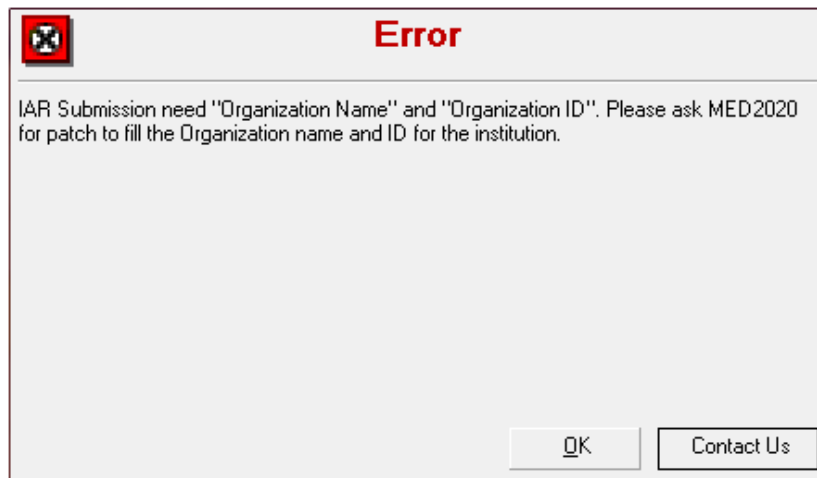 Error
IAR Submission need "Organization Name" and "Organization ID". Please ask MED2020
for patch to fill the Organization name and ID for the institution.
OK
Contact Us